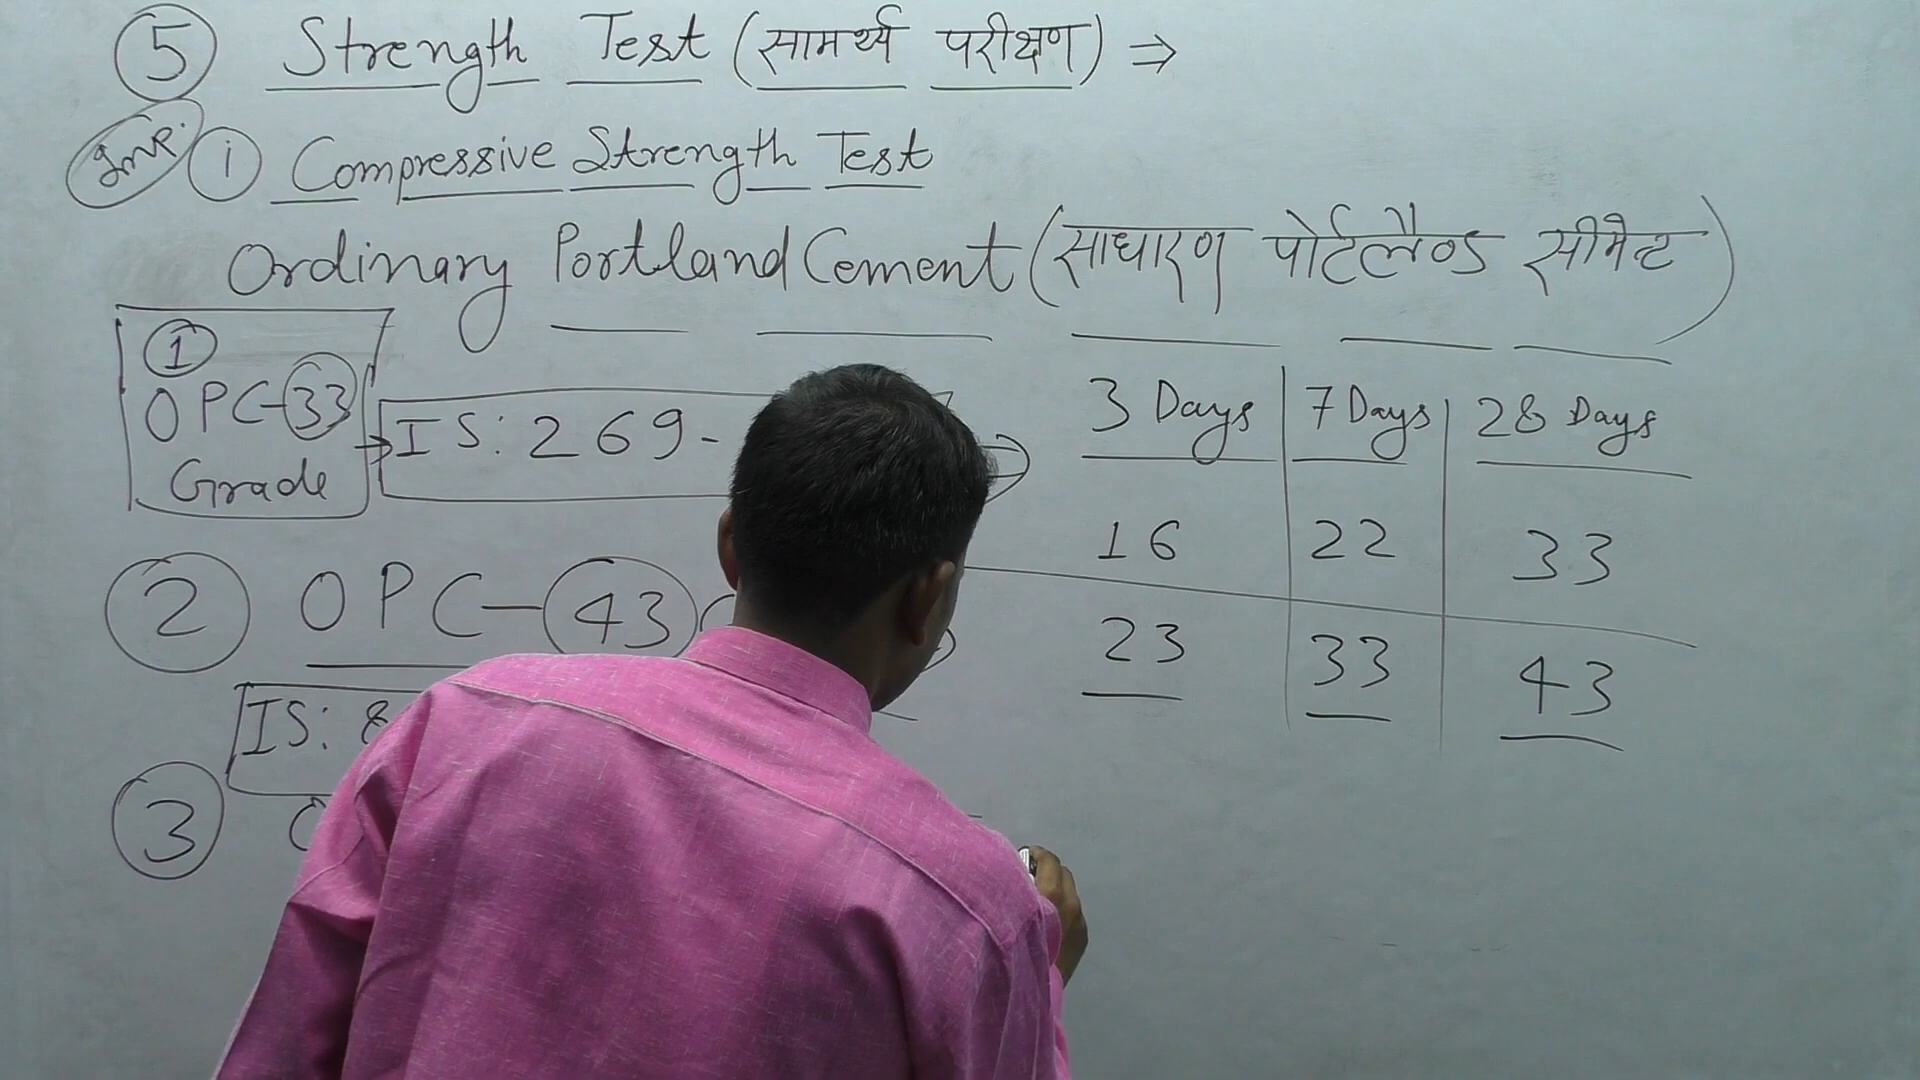 5 Strength Test (सामर्थ्य परीक्षण) ⇒
Imp. i Compressive Strength Test
Ordinary Portland Cement (साधारण पोर्टलैण्ड सीमेन्ट)
1
OPC-33
Grade
→ IS: 269-
3 Days 7 Days 28 Days
16 22 33
2 OPC-43
23 33 43
IS: 8
3